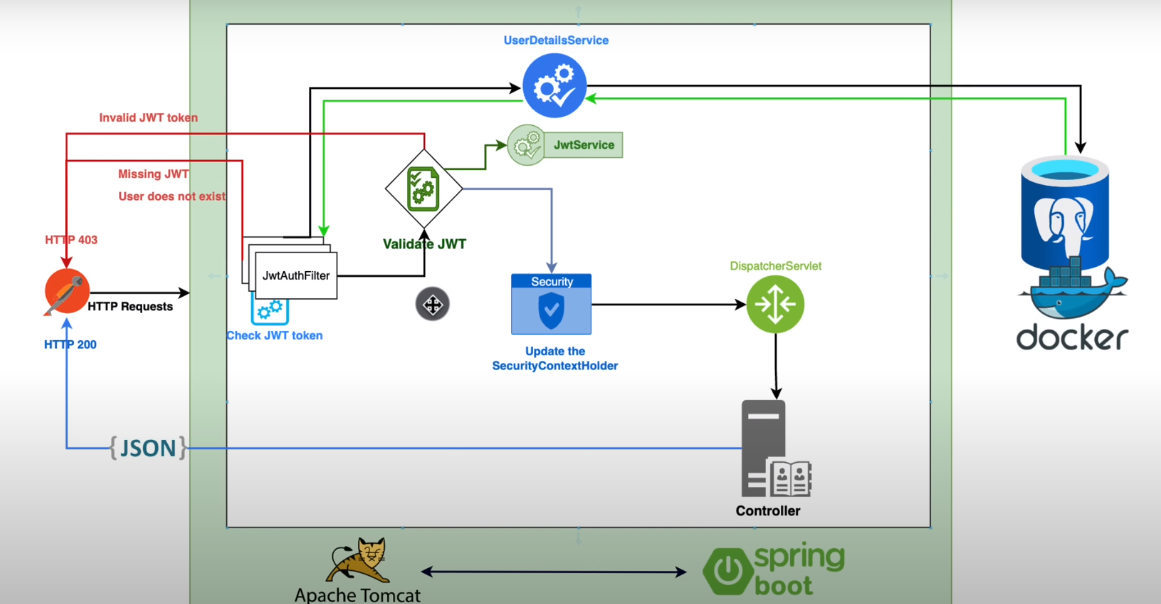 UserDetailsService
Invalid JWT token
JwtService
Missing JWT
User does not exist
Validate JWT
HTTP 403
JwtAuthFilter
DispatcherServlet
Security
HTTP Requests
Check JWT token
HTTP 200
Update the
SecurityContextHolder
docker
{JSON}
Controller
Apache Tomcat
spring
boot